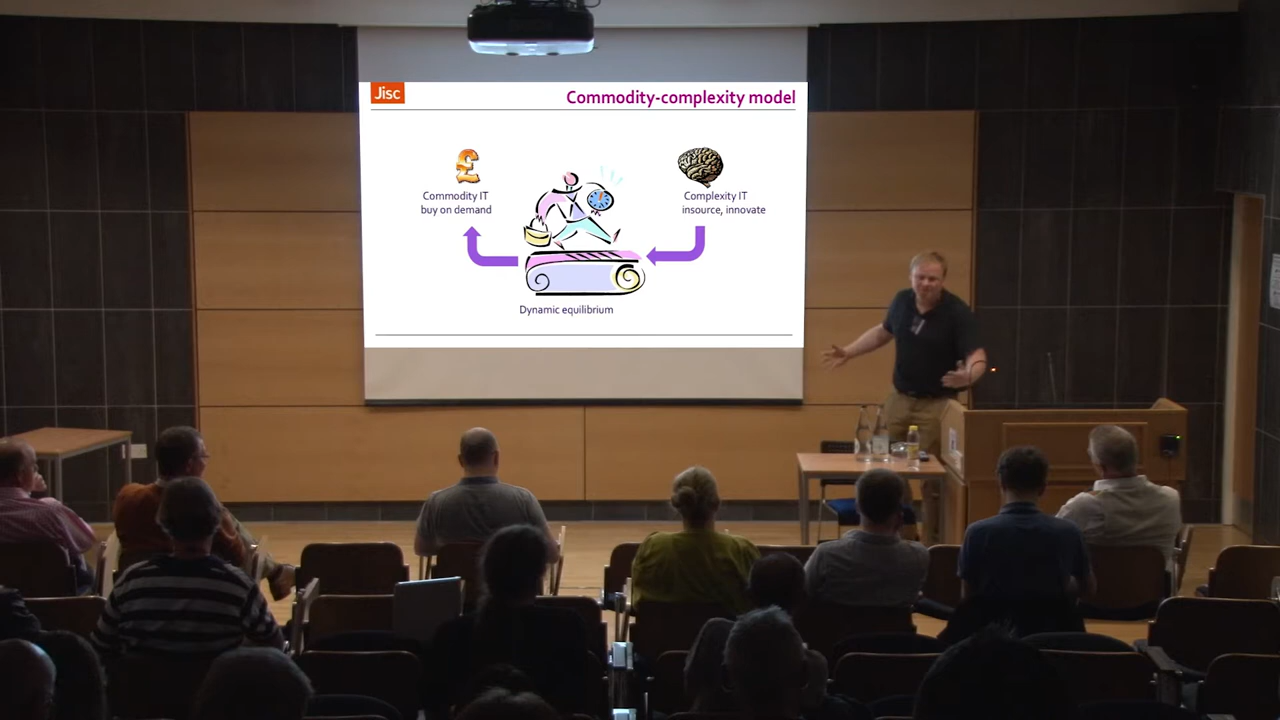 Jisc
Commodity-complexity model
£
Commodity IT
buy on demand
Complexity IT
insource, innovate
Dynamic equilibrium